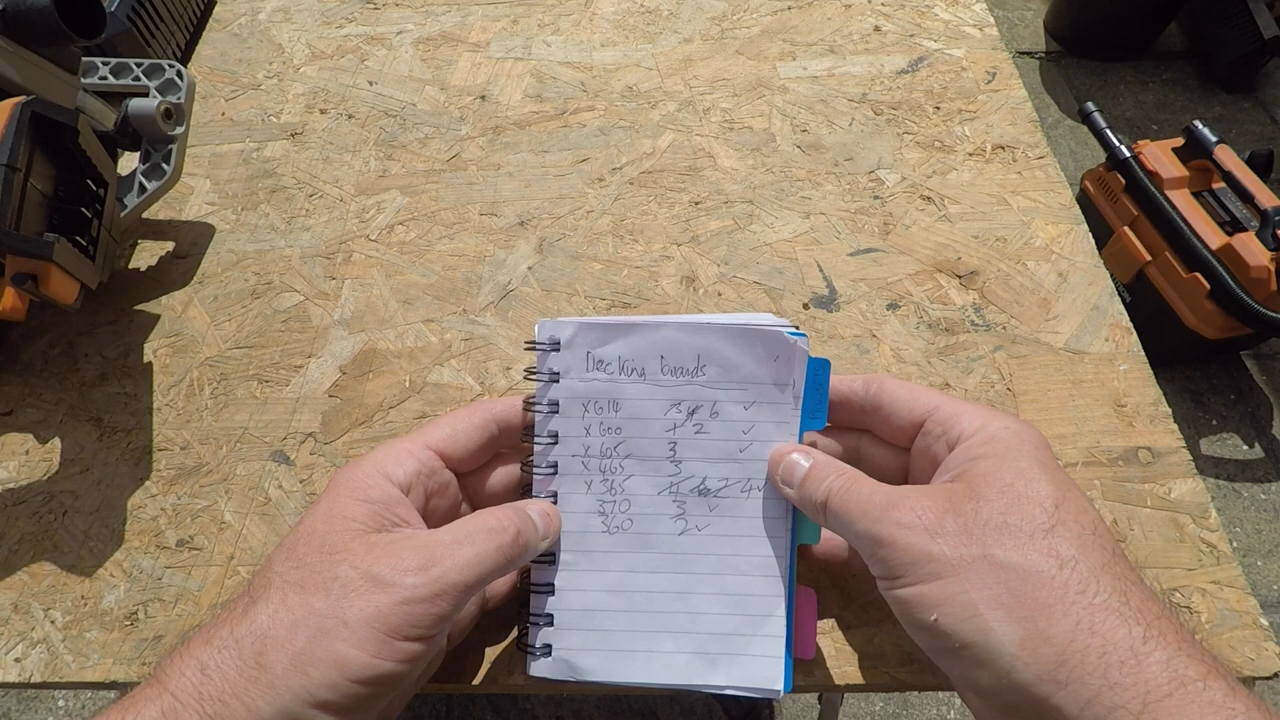 Decking boards
X614 6 ✓
X600 2 ✓
X605 3 ✓
X465 3
X365 4 ✓
370 3 ✓
360 2 ✓